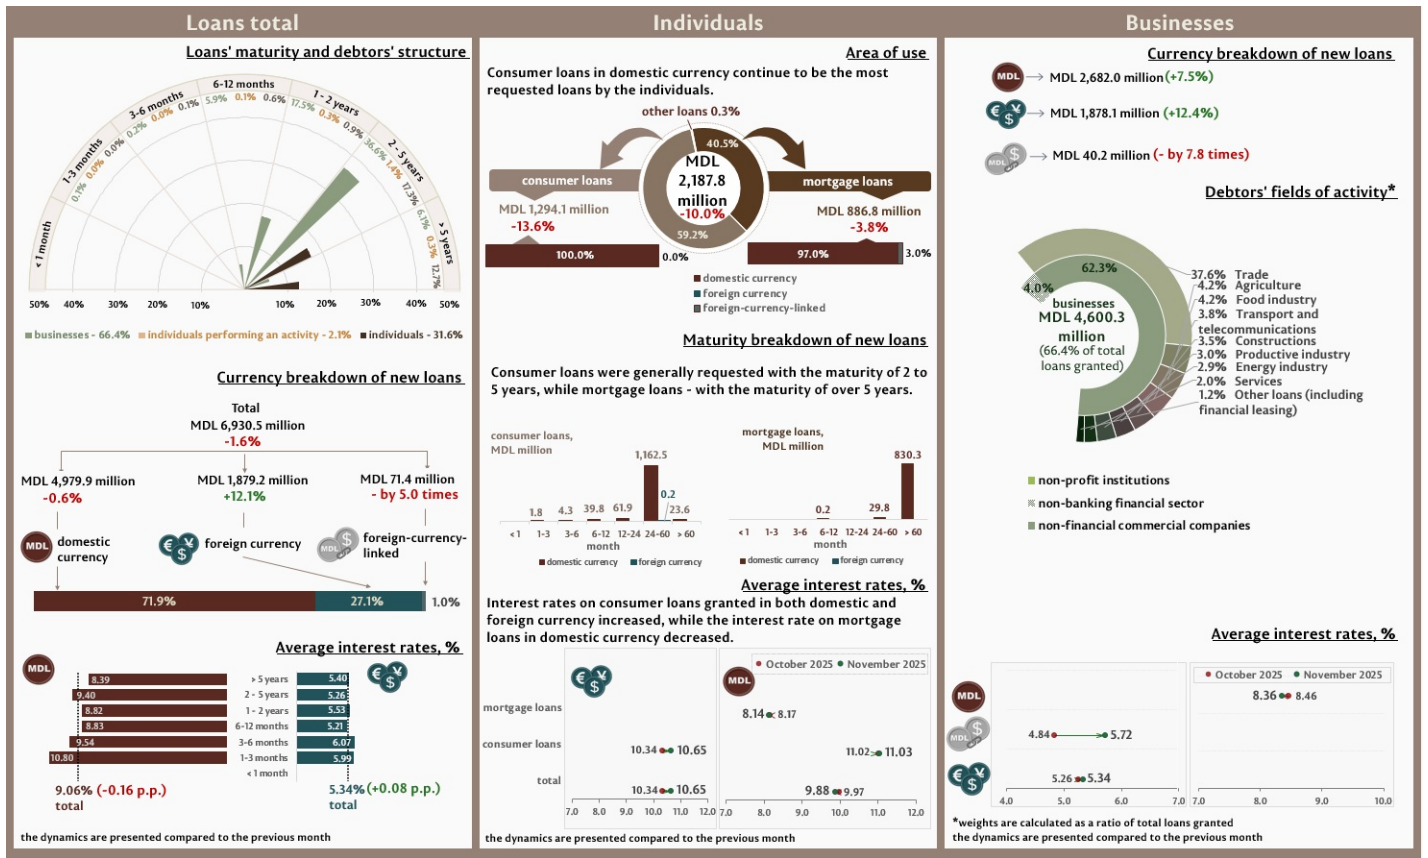 Loans total
Loans' maturity and debtors' structure
< 1 month
1-3 months
3-6 months
6-12 months
1 - 2 years
2 - 5 years
> 5 years
0.1% 0.0% 0.0%
0.2% 0.0% 0.1%
5.9% 0.1% 0.6%
17.5% 0.3% 0.9%
36.6% 1.4% 17.3%
6.1% 0.3% 12.7%
50% 40% 30% 20% 10% 10% 20% 30% 40% 50%
businesses - 66.4% individuals performing an activity - 2.1% individuals - 31.6%
Currency breakdown of new loans
Total
MDL 6,930.5 million
-1.6%
MDL 4,979.9 million
-0.6%
MDL 1,879.2 million
+12.1%
MDL 71.4 million
- by 5.0 times
MDL
domestic
currency
€ ¥ $
foreign currency
MDL $
foreign-currency-
linked
71.9% 27.1% 1.0%
Average interest rates, %
MDL
€ ¥ $
8.39 > 5 years 5.40
9.40 2 - 5 years 5.26
8.82 1 - 2 years 5.53
8.83 6-12 months 5.21
9.54 3-6 months 6.07
10.80 1-3 months 5.99
< 1 month
9.06% (-0.16 p.p.)
total
5.34% (+0.08 p.p.)
total
the dynamics are presented compared to the previous month
Individuals
Area of use
Consumer loans in domestic currency continue to be the most
requested loans by the individuals.
other loans 0.3%
40.5%
MDL
2,187.8
million
-10.0%
59.2%
consumer loans
MDL 1,294.1 million
-13.6%
100.0% 0.0%
mortgage loans
MDL 886.8 million
-3.8%
97.0% 3.0%
domestic currency
foreign currency
foreign-currency-linked
Maturity breakdown of new loans
Consumer loans were generally requested with the maturity of 2 to
5 years, while mortgage loans - with the maturity of over 5 years.
consumer loans,
MDL million
1.8 4.3 39.8 61.9 1,162.5 0.2 23.6
< 1 1-3 3-6 6-12 12-24 24-60 > 60
month
domestic currency foreign currency
mortgage loans,
MDL million
0.2 29.8 830.3
< 1 1-3 3-6 6-12 12-24 24-60 > 60
month
domestic currency foreign currency
Average interest rates, %
Interest rates on consumer loans granted in both domestic and
foreign currency increased, while the interest rate on mortgage
loans in domestic currency decreased.
€ ¥ $
MDL
October 2025 November 2025
mortgage loans 8.14 8.17
consumer loans 10.34 10.65 11.02 11.03
total 10.34 10.65 9.88 9.97
7.0 8.0 9.0 10.0 11.0 12.0
7.0 8.0 9.0 10.0 11.0 12.0
the dynamics are presented compared to the previous month
Businesses
Currency breakdown of new loans
MDL MDL 2,682.0 million (+7.5%)
€ ¥ $ MDL 1,878.1 million (+12.4%)
MDL $ MDL 40.2 million (- by 7.8 times)
Debtors' fields of activity*
62.3%
4.0%
businesses
MDL 4,600.3
million
(66.4% of total
loans granted)
37.6% Trade
4.2% Agriculture
4.2% Food industry
3.8% Transport and
telecommunications
3.5% Constructions
3.0% Productive industry
2.9% Energy industry
2.0% Services
1.2% Other loans (including
financial leasing)
non-profit institutions
non-banking financial sector
non-financial commercial companies
Average interest rates, %
October 2025 November 2025
MDL 8.36 8.46
MDL $ 4.84 5.72
€ ¥ $ 5.26 5.34
4.0 5.0 6.0 7.0
7.0 8.0 9.0 10.0
*weights are calculated as a ratio of total loans granted
the dynamics are presented compared to the previous month